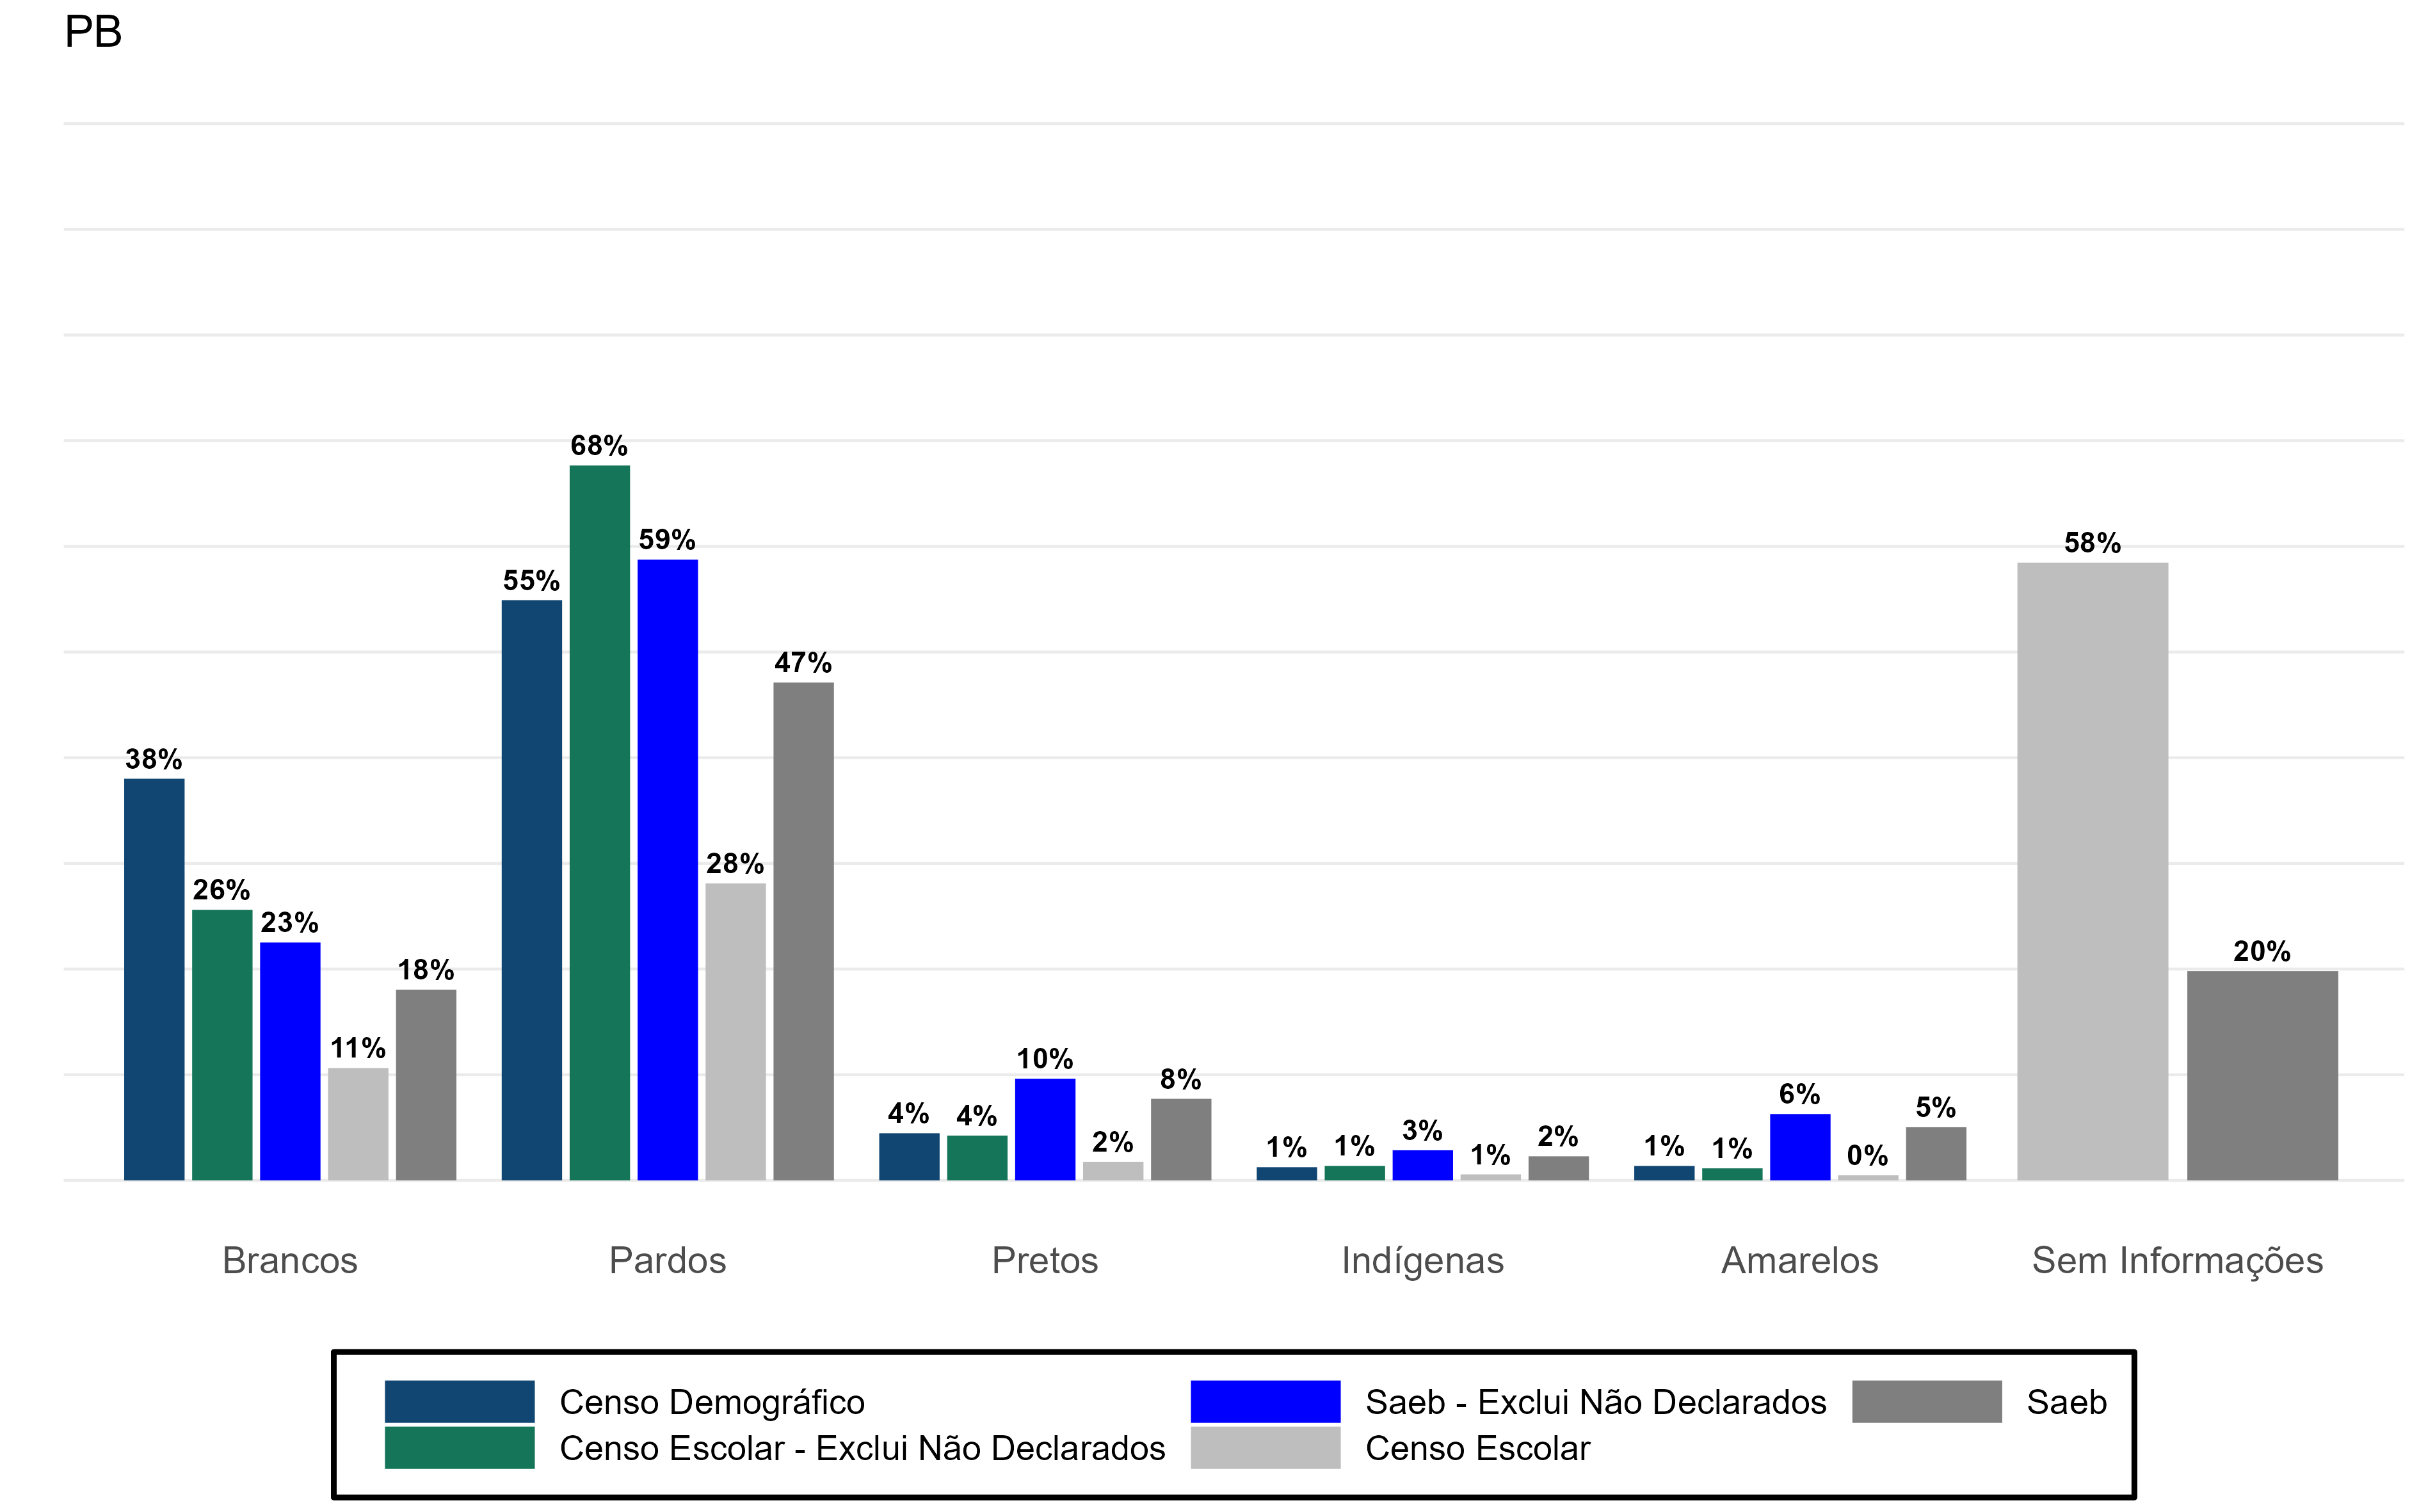 PB
38%
26%
23%
11%
18%
55%
68%
59%
28%
47%
4%
4%
10%
2%
8%
1%
1%
3%
1%
2%
1%
1%
6%
0%
5%
58%
20%
Brancos
Pardos
Pretos
Indígenas
Amarelos
Sem Informações
Censo Demográfico
Censo Escolar - Exclui Não Declarados
Saeb - Exclui Não Declarados
Censo Escolar
Saeb